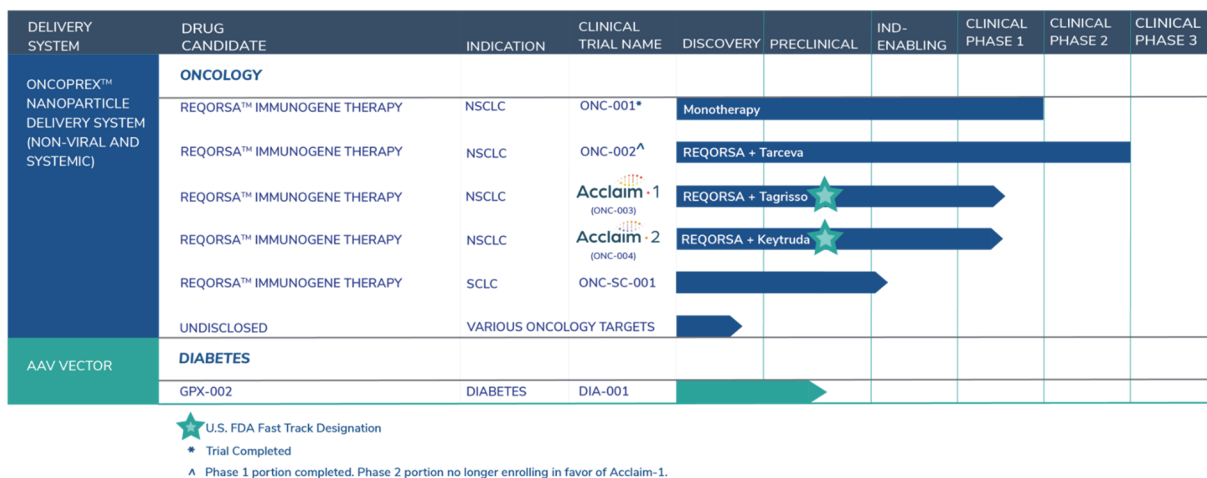 DELIVERY SYSTEM
DRUG CANDIDATE
INDICATION
CLINICAL TRIAL NAME
DISCOVERY
PRECLINICAL
IND-ENABLING
CLINICAL PHASE 1
CLINICAL PHASE 2
CLINICAL PHASE 3
ONCOPREX™
NANOPARTICLE
DELIVERY SYSTEM
(NON-VIRAL AND
SYSTEMIC)
ONCOLOGY
REQORSA™ IMMUNOGENE THERAPY NSCLC ONC-001* Monotherapy
REQORSA™ IMMUNOGENE THERAPY NSCLC ONC-002^ REQORSA + Tarceva
REQORSA™ IMMUNOGENE THERAPY NSCLC Acclaim·1 REQORSA + Tagrisso
(ONC-003)
REQORSA™ IMMUNOGENE THERAPY NSCLC Acclaim·2 REQORSA + Keytruda
(ONC-004)
REQORSA™ IMMUNOGENE THERAPY SCLC ONC-SC-001
UNDISCLOSED VARIOUS ONCOLOGY TARGETS
AAV VECTOR
DIABETES
GPX-002 DIABETES DIA-001
U.S. FDA Fast Track Designation
* Trial Completed
^ Phase 1 portion completed. Phase 2 portion no longer enrolling in favor of Acclaim-1.